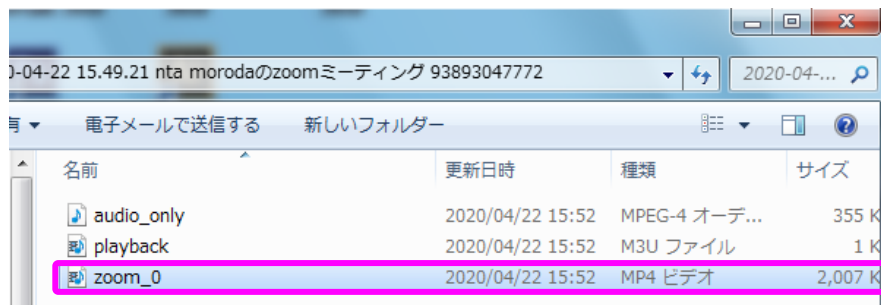 0-04-22 15.49.21 nta morodaのzoomミーティング 93893047772 2020-04-...
有 電子メールで送信する 新しいフォルダー
名前 更新日時 種類 サイズ
audio_only 2020/04/22 15:52 MPEG-4 オーデ... 355 K
playback 2020/04/22 15:52 M3U ファイル 1 K
zoom_0 2020/04/22 15:52 MP4 ビデオ 2,007 K